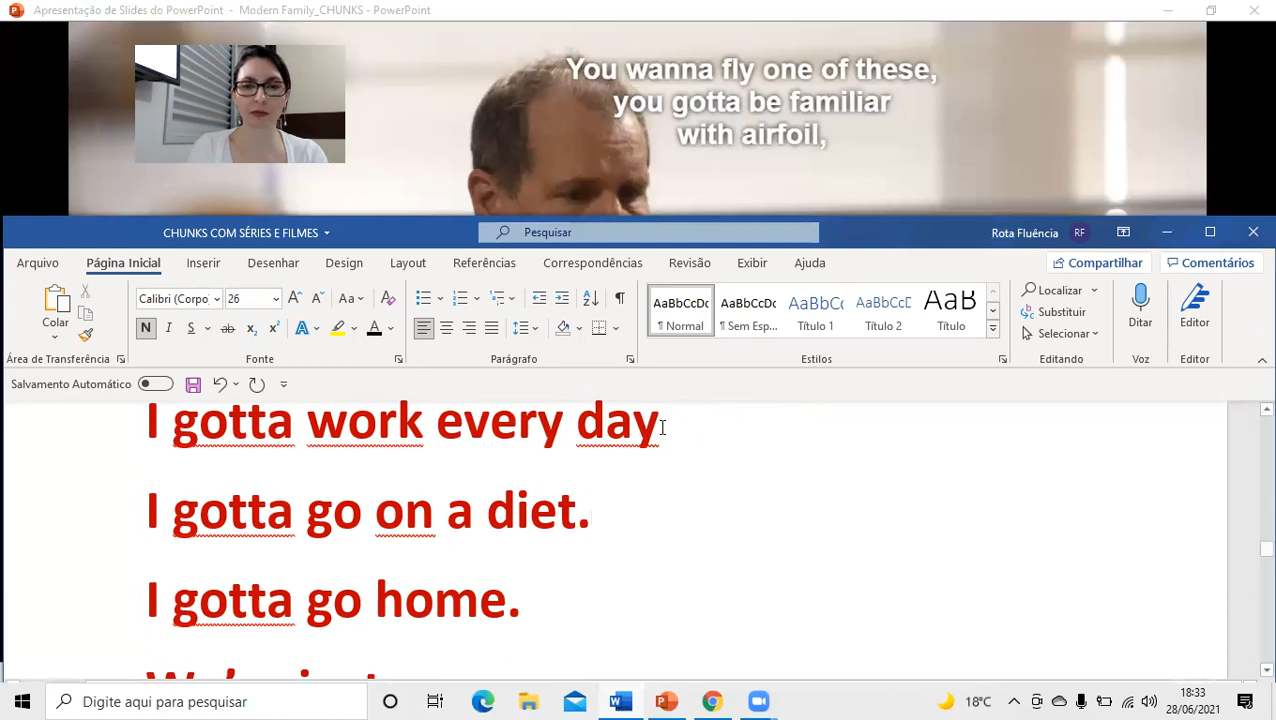 Apresentação de Slides do PowerPoint - Modern Family_CHUNKS - PowerPoint
You wanna fly one of these,
you gotta be familiar
with airfoil,
CHUNKS COM SÉRIES E FILMES
Pesquisar
Rota Fluência RF
Arquivo Página Inicial Inserir Desenhar Design Layout Referências Correspondências Revisão Exibir Ajuda Compartilhar Comentários
Colar
Calibri (Corpo) 26
Aa
N I S ab x₂ x² A A
AaBbCcDc AaBbCcDc AaBbCc AaBbCcD AaB
¶ Normal ¶ Sem Esp... Título 1 Título 2 Título
Localizar
Substituir
Selecionar
Ditar
Editor
Área de Transferência Fonte Parágrafo Estilos Editando Voz Editor
Salvamento Automático
I gotta work every day
I gotta go on a diet.
I gotta go home.
Digite aqui para pesquisar
18°C
18:33
28/06/2021